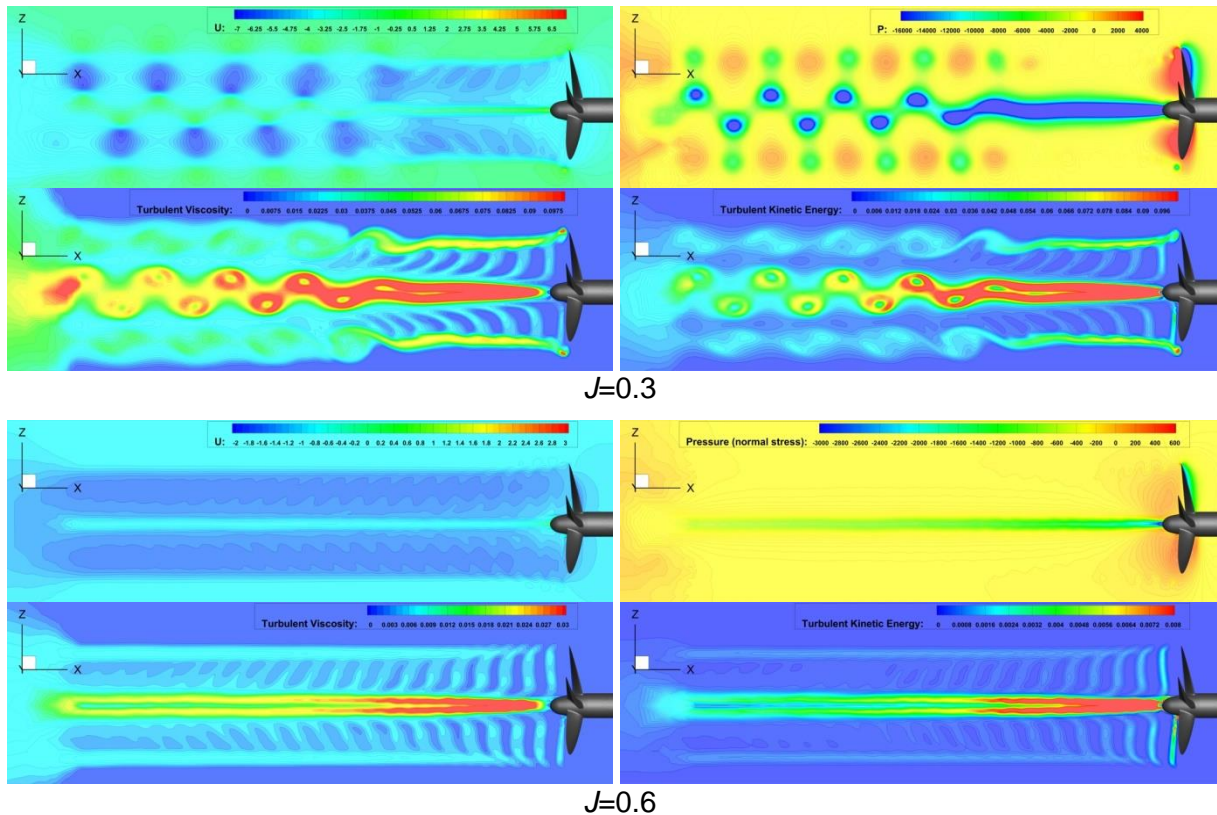 Z
U: -7 -6.25 -5.5 -4.75 -4 -3.25 -2.5 -1.75 -1 -0.25 0.5 1.25 2 2.75 3.5 4.25 5 5.75 6.5
Y X
Z
P: -16000 -14000 -12000 -10000 -8000 -6000 -4000 -2000 0 2000 4000
Y X
Z
Turbulent Viscosity: 0 0.0075 0.015 0.0225 0.03 0.0375 0.045 0.0525 0.06 0.0675 0.075 0.0825 0.09 0.0975
Y X
Z
Turbulent Kinetic Energy: 0 0.006 0.012 0.018 0.024 0.03 0.036 0.042 0.048 0.054 0.06 0.066 0.072 0.078 0.084 0.09 0.096
Y X
J=0.3
Z
U: -2 -1.8 -1.6 -1.4 -1.2 -1 -0.8 -0.6 -0.4 -0.2 0 0.2 0.4 0.6 0.8 1 1.2 1.4 1.6 1.8 2 2.2 2.4 2.6 2.8 3
Y X
Z
Pressure (normal stress): -3000 -2800 -2600 -2400 -2200 -2000 -1800 -1600 -1400 -1200 -1000 -800 -600 -400 -200 0 200 400 600
Y X
Z
Turbulent Viscosity: 0 0.003 0.006 0.009 0.012 0.015 0.018 0.021 0.024 0.027 0.03
Y X
Z
Turbulent Kinetic Energy: 0 0.0008 0.0016 0.0024 0.0032 0.004 0.0048 0.0056 0.0064 0.0072 0.008
Y X
J=0.6